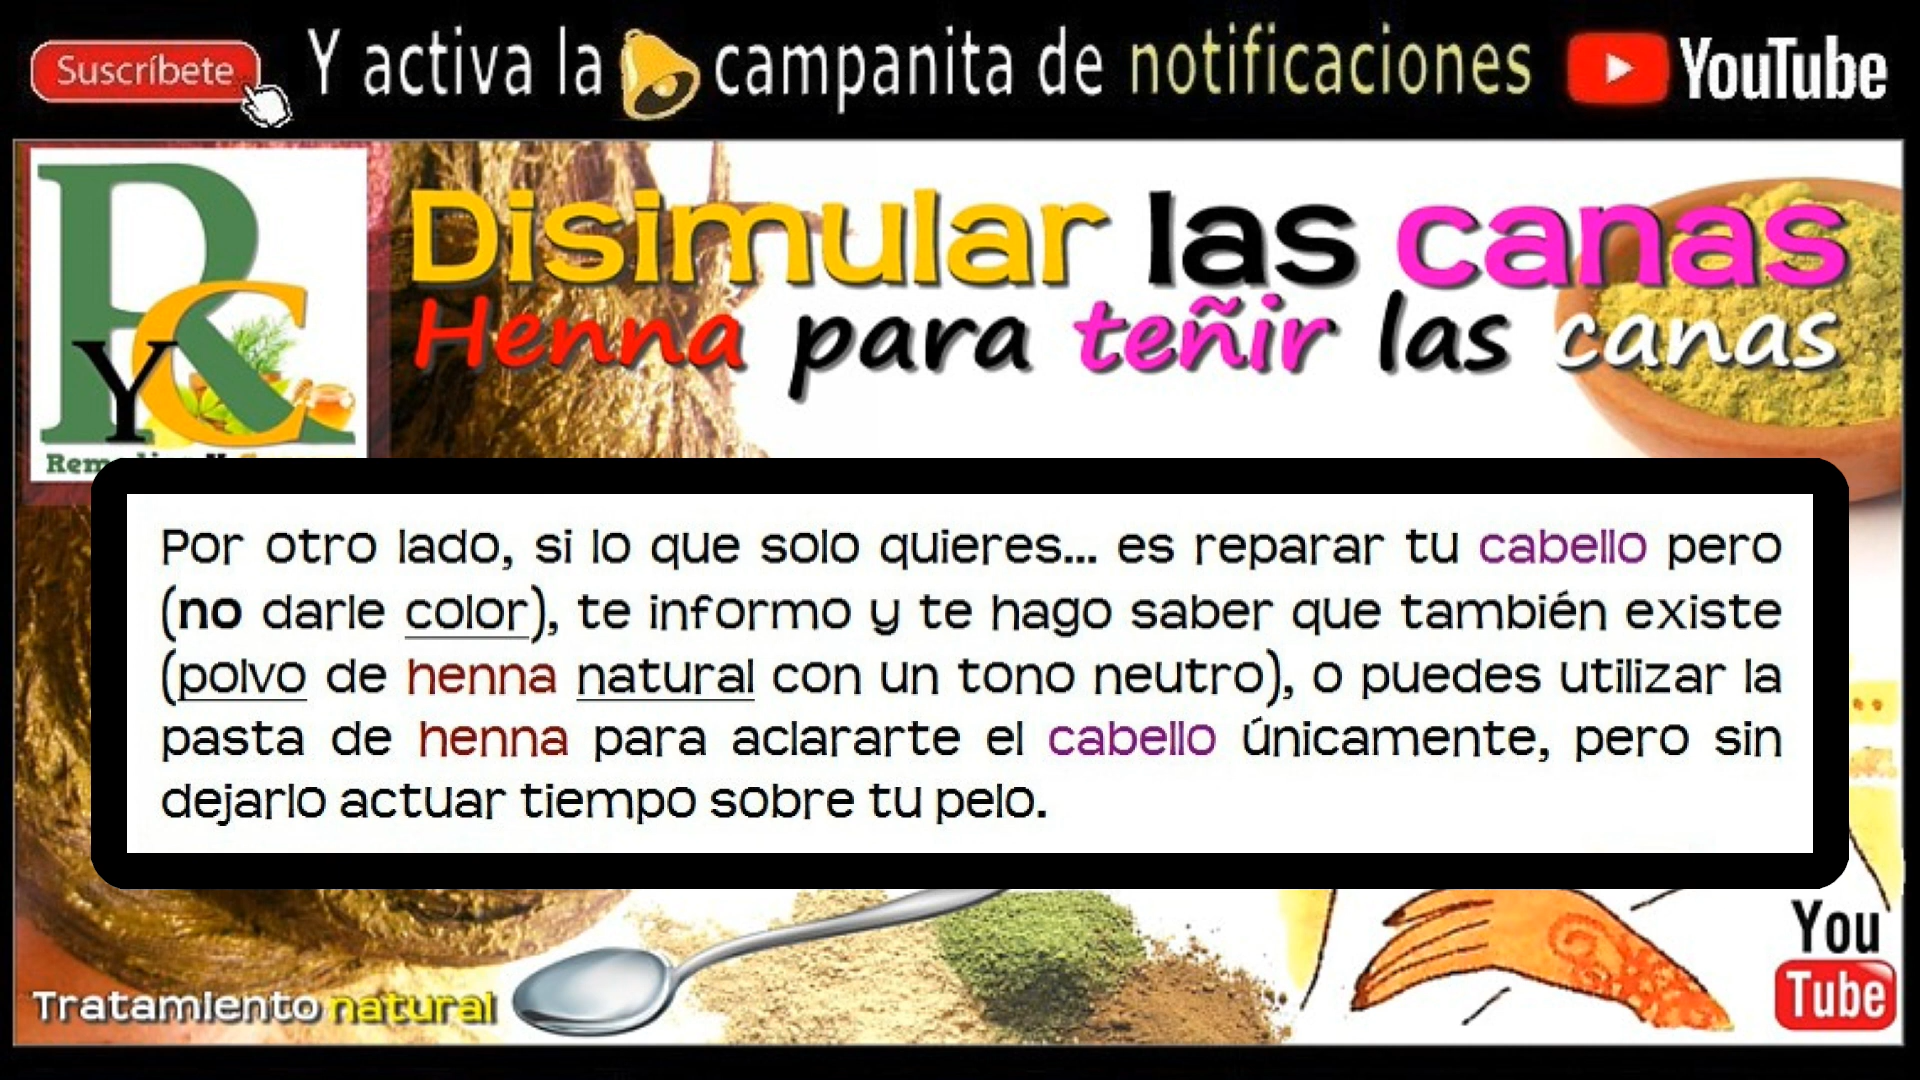 Suscríbete
Y activa la campanita de notificaciones
YouTube
R
Y
C
Disimular las canas
Henna para teñir las canas
Por otro lado, si lo que solo quieres... es reparar tu cabello pero
(no darle color), te informo y te hago saber que también existe
(polvo de henna natural con un tono neutro), o puedes utilizar la
pasta de henna para aclararte el cabello únicamente, pero sin
dejarlo actuar tiempo sobre tu pelo.
Tratamiento natural
You
Tube